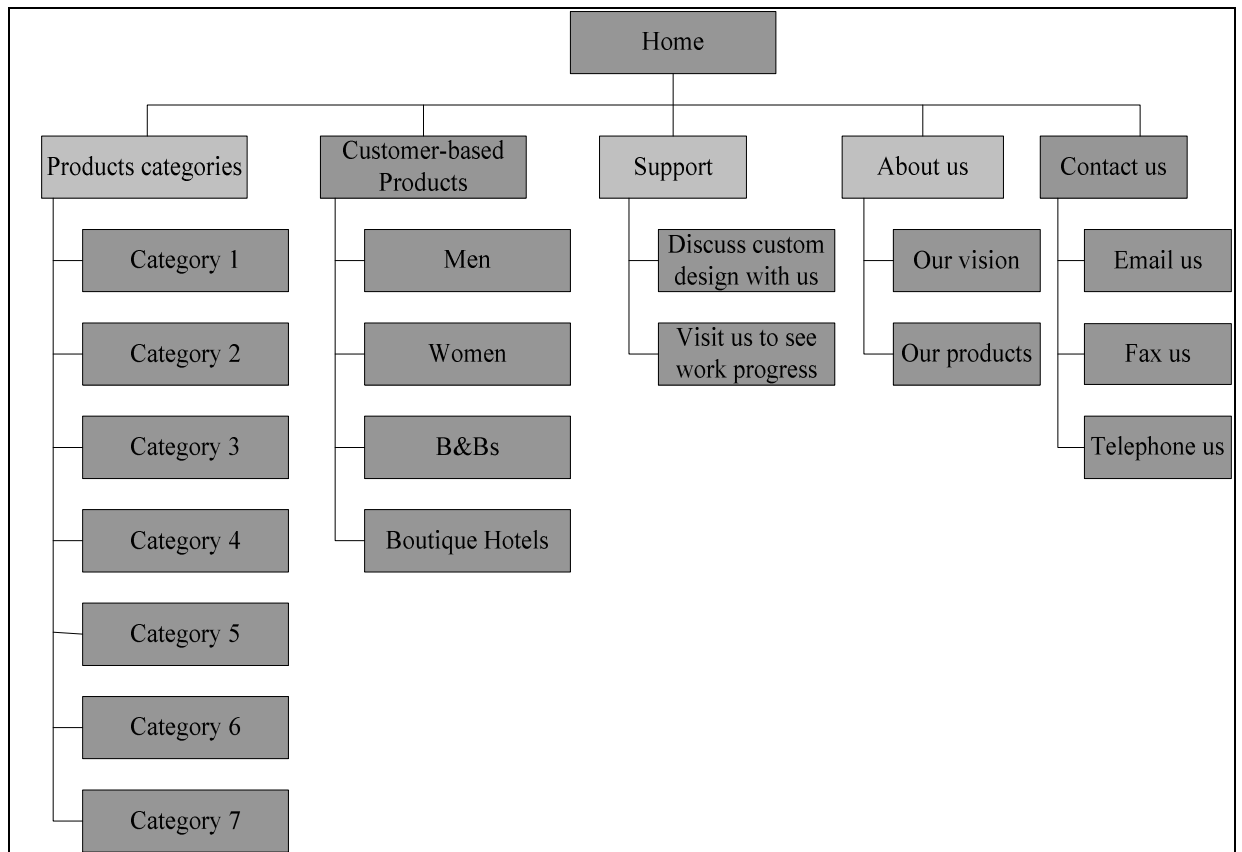 Home
Products categories
Customer-based
Products
Support
About us
Contact us
Category 1
Category 2
Category 3
Category 4
Category 5
Category 6
Category 7
Men
Women
B&Bs
Boutique Hotels
Discuss custom
design with us
Visit us to see
work progress
Our vision
Our products
Email us
Fax us
Telephone us